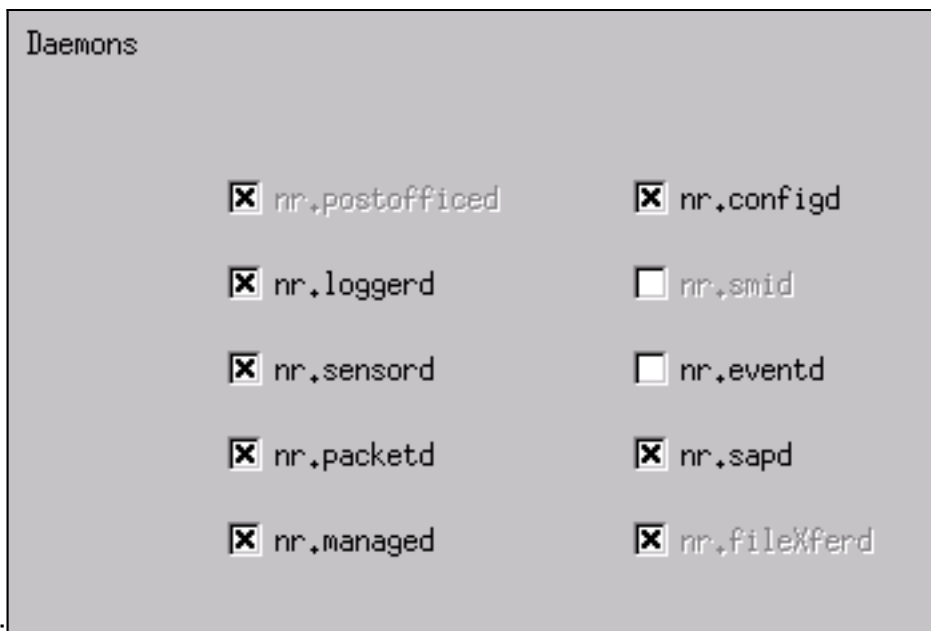 Daemons
nr.postofficed nr.configd
nr.loggerd nr.smid
nr.sensord nr.eventd
nr.packetd nr.sapd
nr.managed nr.fileXferd
.